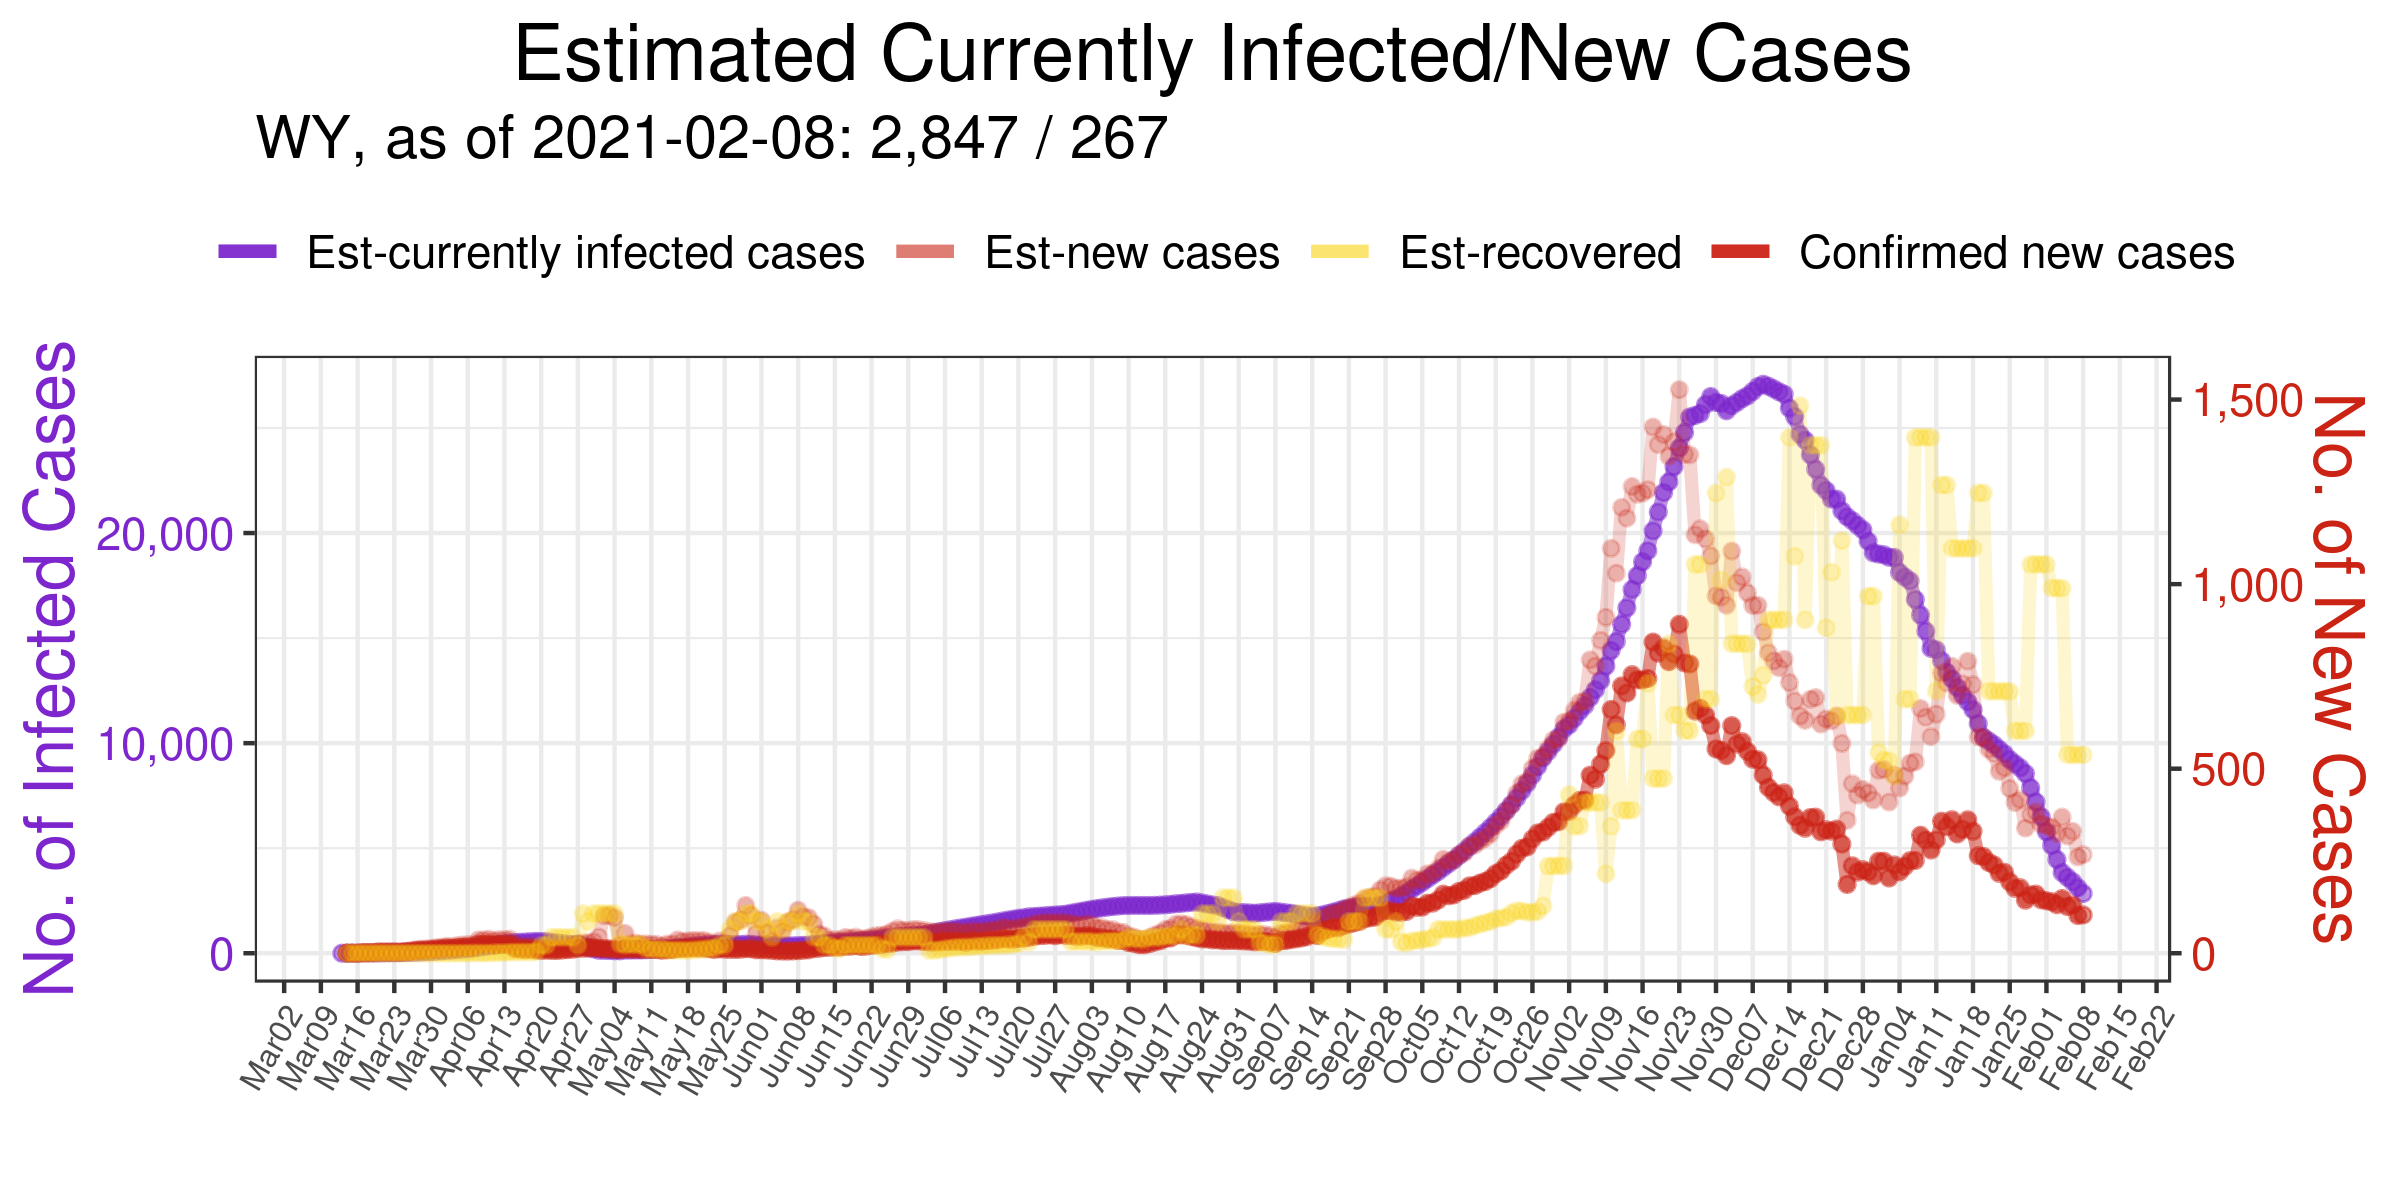 Estimated Currently Infected/New Cases
WY, as of 2021-02-08: 2,847 / 267
Est-currently infected cases Est-new cases Est-recovered Confirmed new cases
No. of Infected Cases
20,000
10,000
0
1,500
1,000
500
0
No. of New Cases
Mar02 Mar09 Mar16 Mar23 Mar30 Apr06 Apr13 Apr20 Apr27 May04 May11 May18 May25 Jun01 Jun08 Jun15 Jun22 Jun29 Jul06 Jul13 Jul20 Jul27 Aug03 Aug10 Aug17 Aug24 Aug31 Sep07 Sep14 Sep21 Sep28 Oct05 Oct12 Oct19 Oct26 Nov02 Nov09 Nov16 Nov23 Nov30 Dec07 Dec14 Dec21 Dec28 Jan04 Jan11 Jan18 Jan25 Feb01 Feb08 Feb15 Feb22